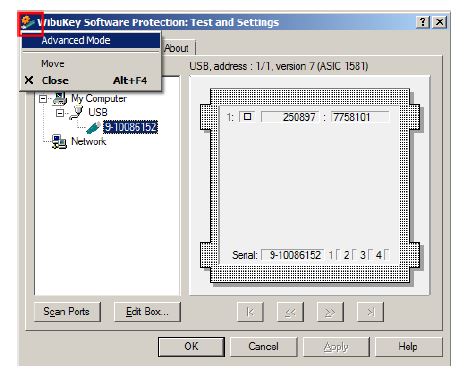 WibuKey Software Protection: Test and Settings
Advanced Mode
About
Move
X Close Alt+F4
USB, address : 1/1, version 7 (ASIC 1581)
My Computer
USB
9-10086152
Network
1: 250897 : 7758101
Serial: 9-10086152 1 2 3 4
Scan Ports
Edit Box...
|< << >> >|
OK
Cancel
Apply
Help